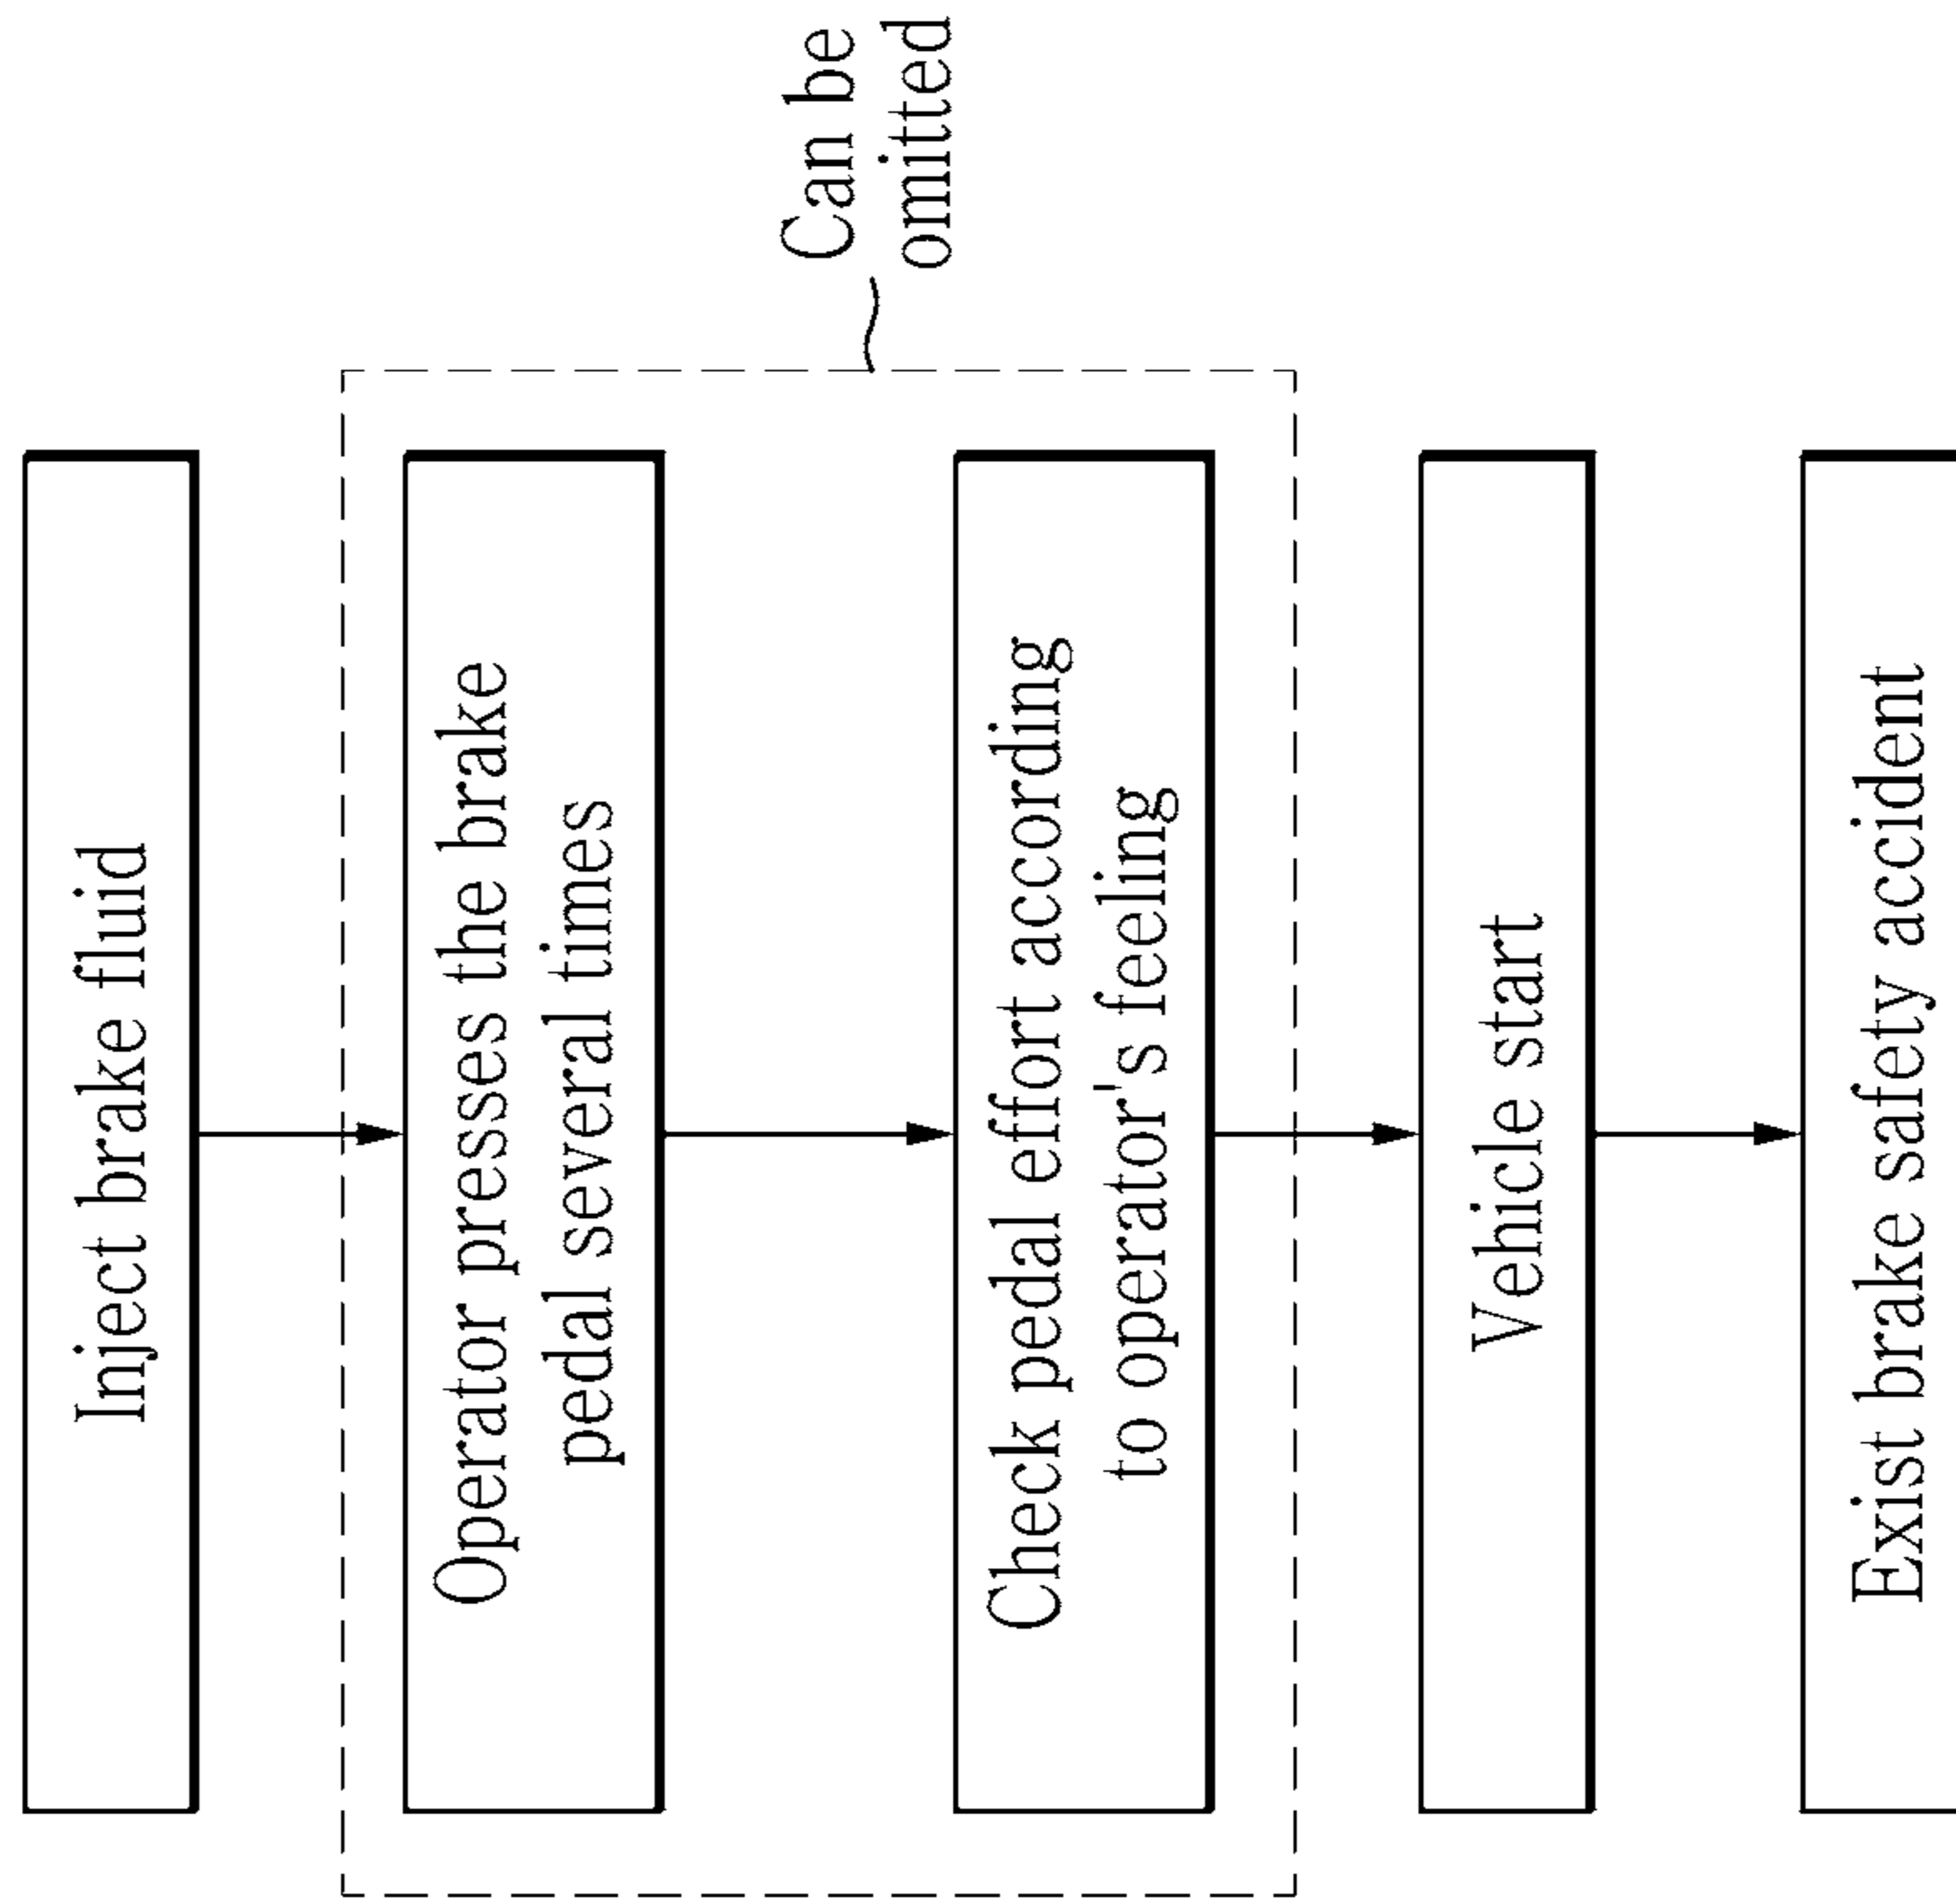 Inject brake fluid
Operator presses the brake
pedal several times
Check pedal effort according
to operator's feeling
Can be
omitted
Vehicle start
Exist brake safety accident